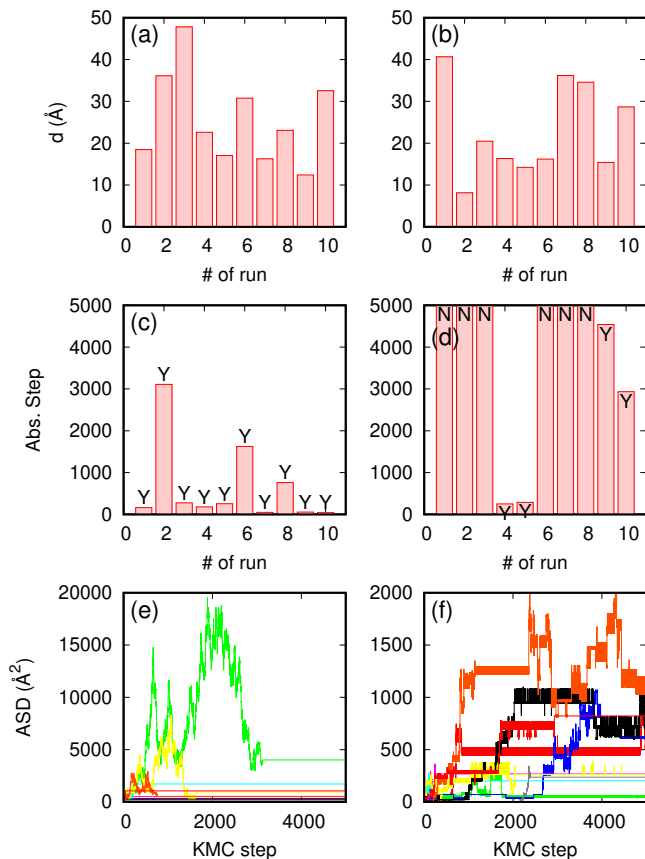 (a)
50
40
30
20
10
0
d (Å)
0 2 4 6 8 10
# of run
(b)
50
40
30
20
10
0
0 2 4 6 8 10
# of run
(c)
5000
4000
3000
2000
1000
0
Abs. Step
Y Y Y Y Y Y Y Y Y Y
0 2 4 6 8 10
# of run
(d)
5000
4000
3000
2000
1000
0
N N N Y Y N N N Y Y
0 2 4 6 8 10
# of run
(e)
20000
15000
10000
5000
0
ASD (Å²)
0 2000 4000
KMC step
(f)
2000
1500
1000
500
0
0 2000 4000
KMC step